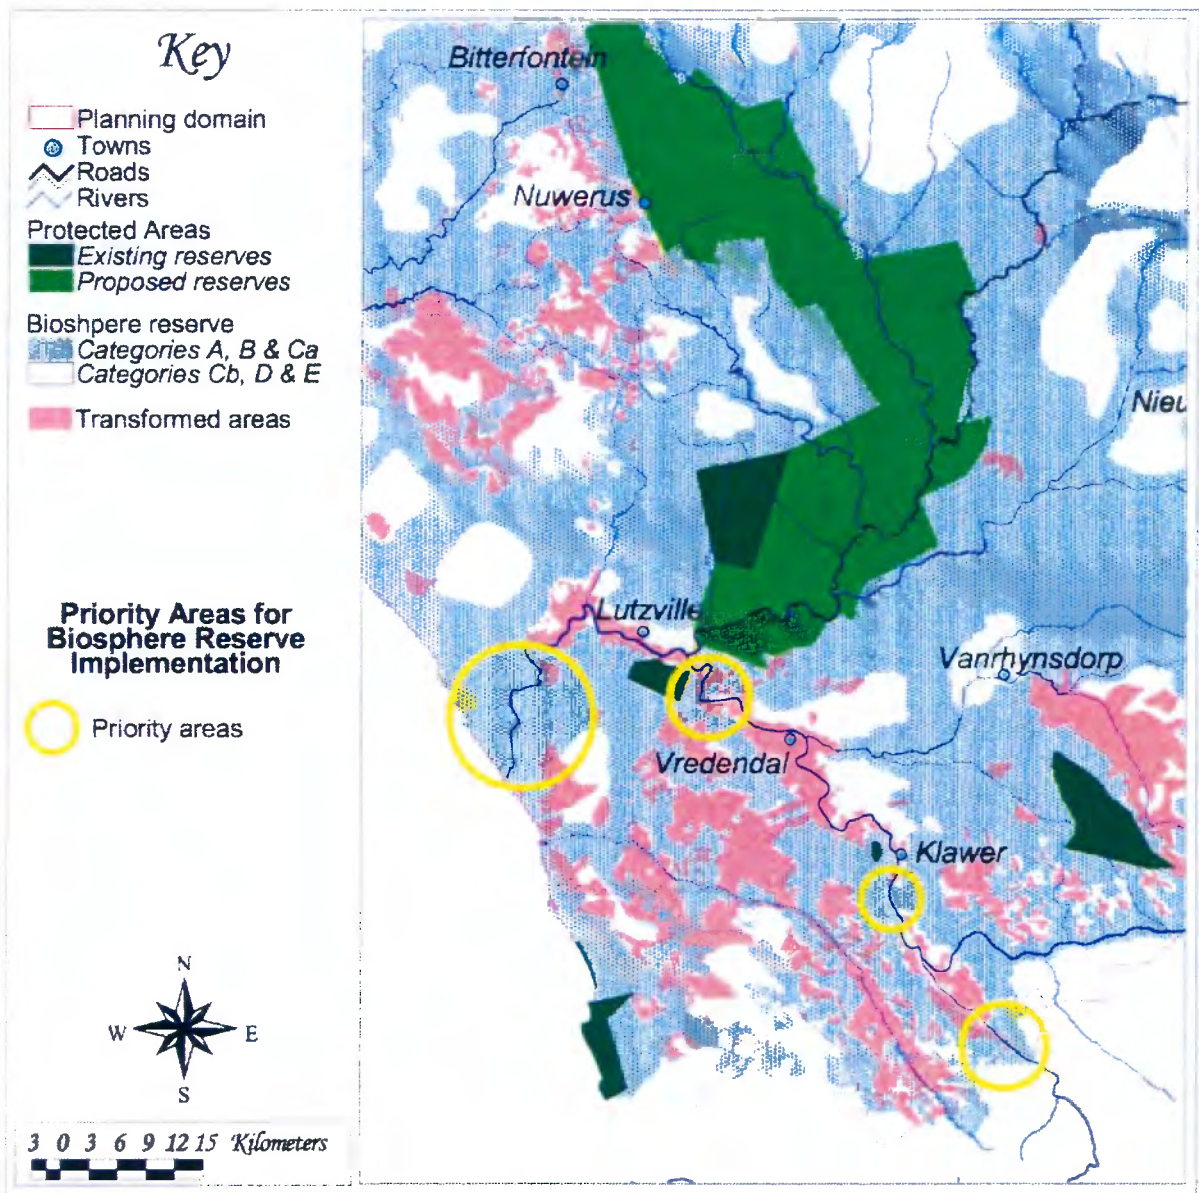 Key
Planning domain
Towns
Roads
Rivers
Protected Areas
Existing reserves
Proposed reserves
Bioshpere reserve
Categories A, B & Ca
Categories Cb, D & E
Transformed areas
Priority Areas for
Biosphere Reserve
Implementation
Priority areas
N
W
E
S
3 0 3 6 9 12 15 Kilometers
Bitterfontein
Nuwerus
Nieu
Lutzville
Vanrhynsdorp
Vredendal
Klawer